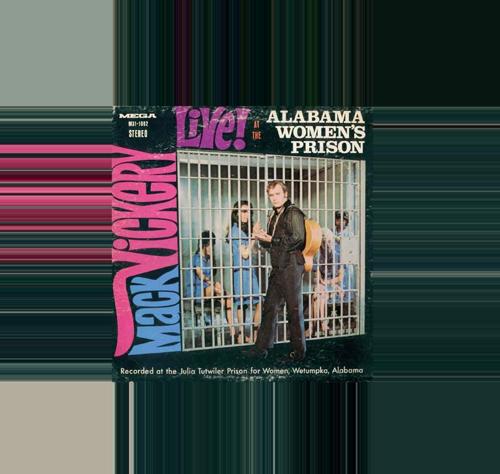 MEGA
M31-1002
STEREO
Live!
AT
THE
ALABAMA
WOMEN'S
PRISON
Mack Vickery
Recorded at the Julia Tutwiler Prison for Women, Wetumpka, Alabama